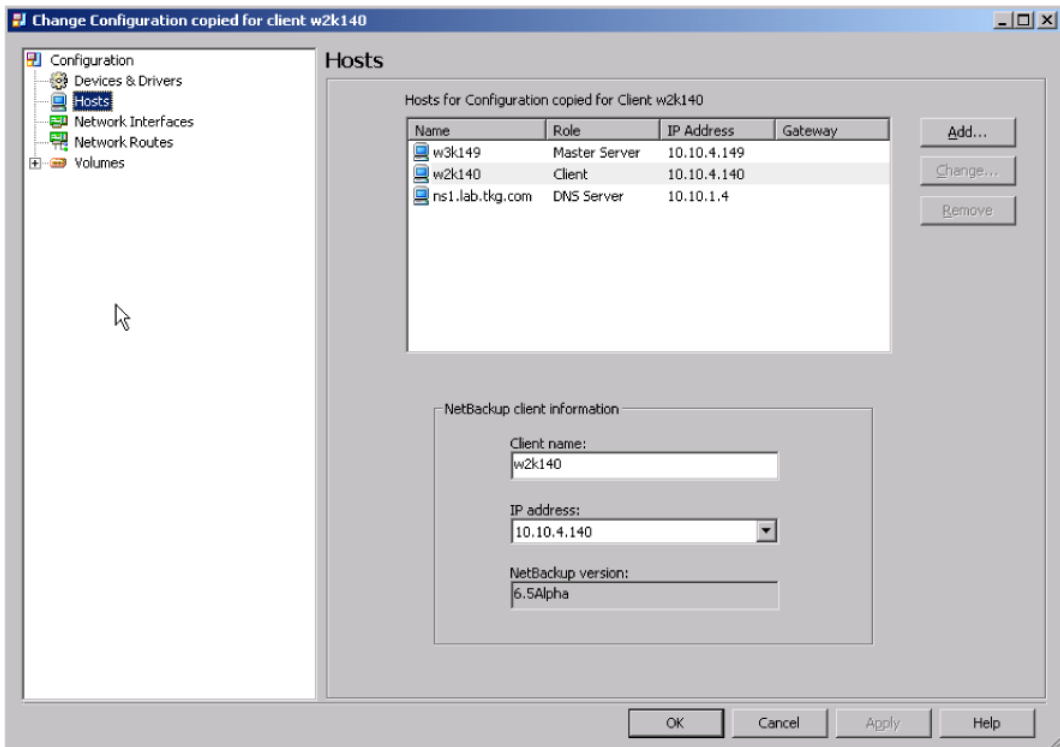 Change Configuration copied for client w2k140
Configuration
Devices & Drivers
Hosts
Network Interfaces
Network Routes
Volumes
Hosts
Hosts for Configuration copied for Client w2k140
Name Role IP Address Gateway
w3k149 Master Server 10.10.4.149
w2k140 Client 10.10.4.140
ns1.lab.tkg.com DNS Server 10.10.1.4
Add...
Change...
Remove
NetBackup client information
Client name:
w2k140
IP address:
10.10.4.140
NetBackup version:
6.5Alpha
OK Cancel Apply Help